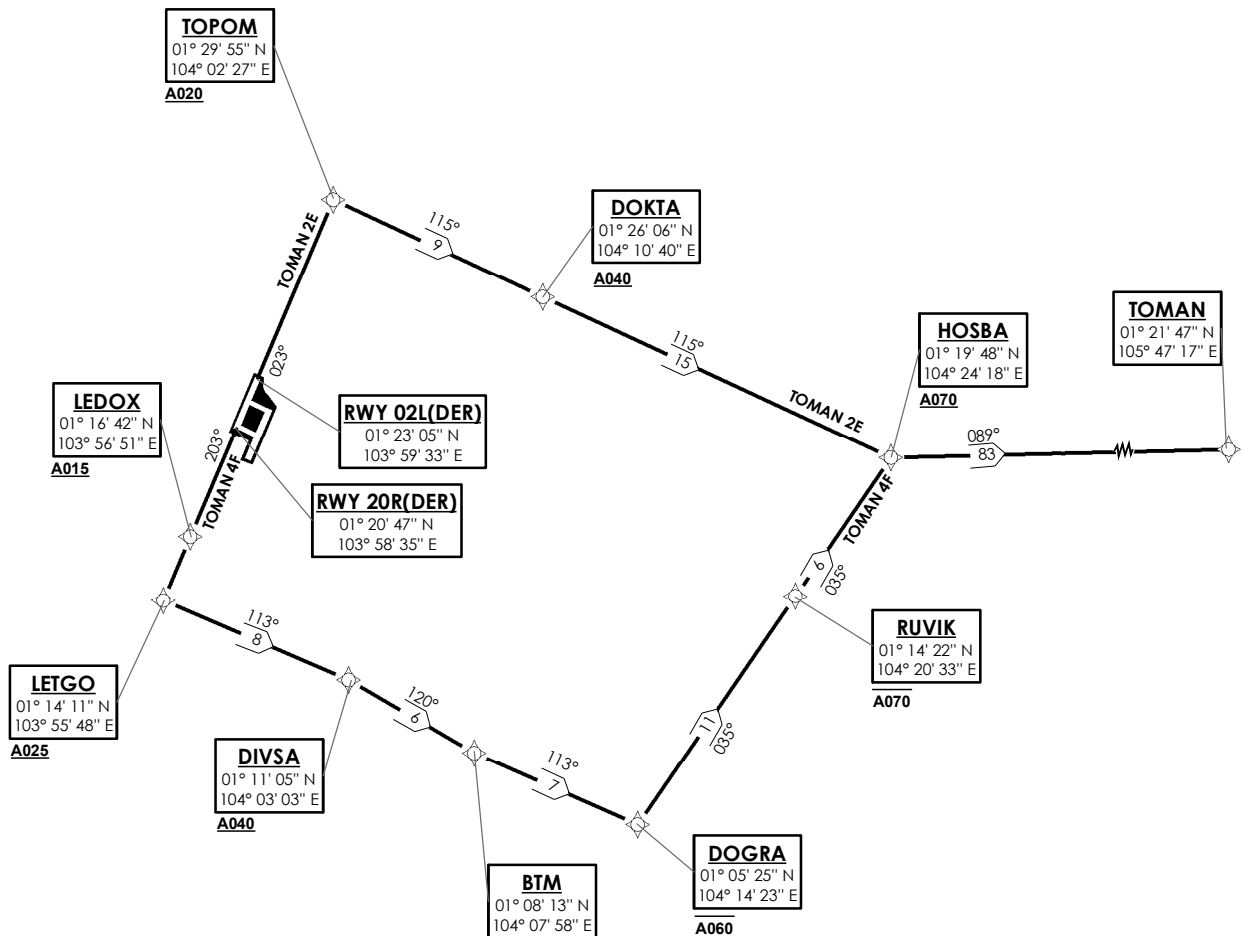 TOPOM
01° 29' 55" N
104° 02' 27" E
A020
TOMAN 2E
115°
9
DOKTA
01° 26' 06" N
104° 10' 40" E
A040
115°
15
TOMAN 2E
HOSBA
01° 19' 48" N
104° 24' 18" E
A070
TOMAN
01° 21' 47" N
105° 47' 17" E
089°
83
023°
RWY 02L(DER)
01° 23' 05" N
103° 59' 33" E
RWY 20R(DER)
01° 20' 47" N
103° 58' 35" E
LEDOX
01° 16' 42" N
103° 56' 51" E
A015
203°
TOMAN 4F
LETGO
01° 14' 11" N
103° 55' 48" E
A025
113°
8
DIVSA
01° 11' 05" N
104° 03' 03" E
A040
120°
6
BTM
01° 08' 13" N
104° 07' 58" E
113°
7
DOGRA
01° 05' 25" N
104° 14' 23" E
A060
11
035°
RUVIK
01° 14' 22" N
104° 20' 33" E
A070
6
035°
TOMAN 4F